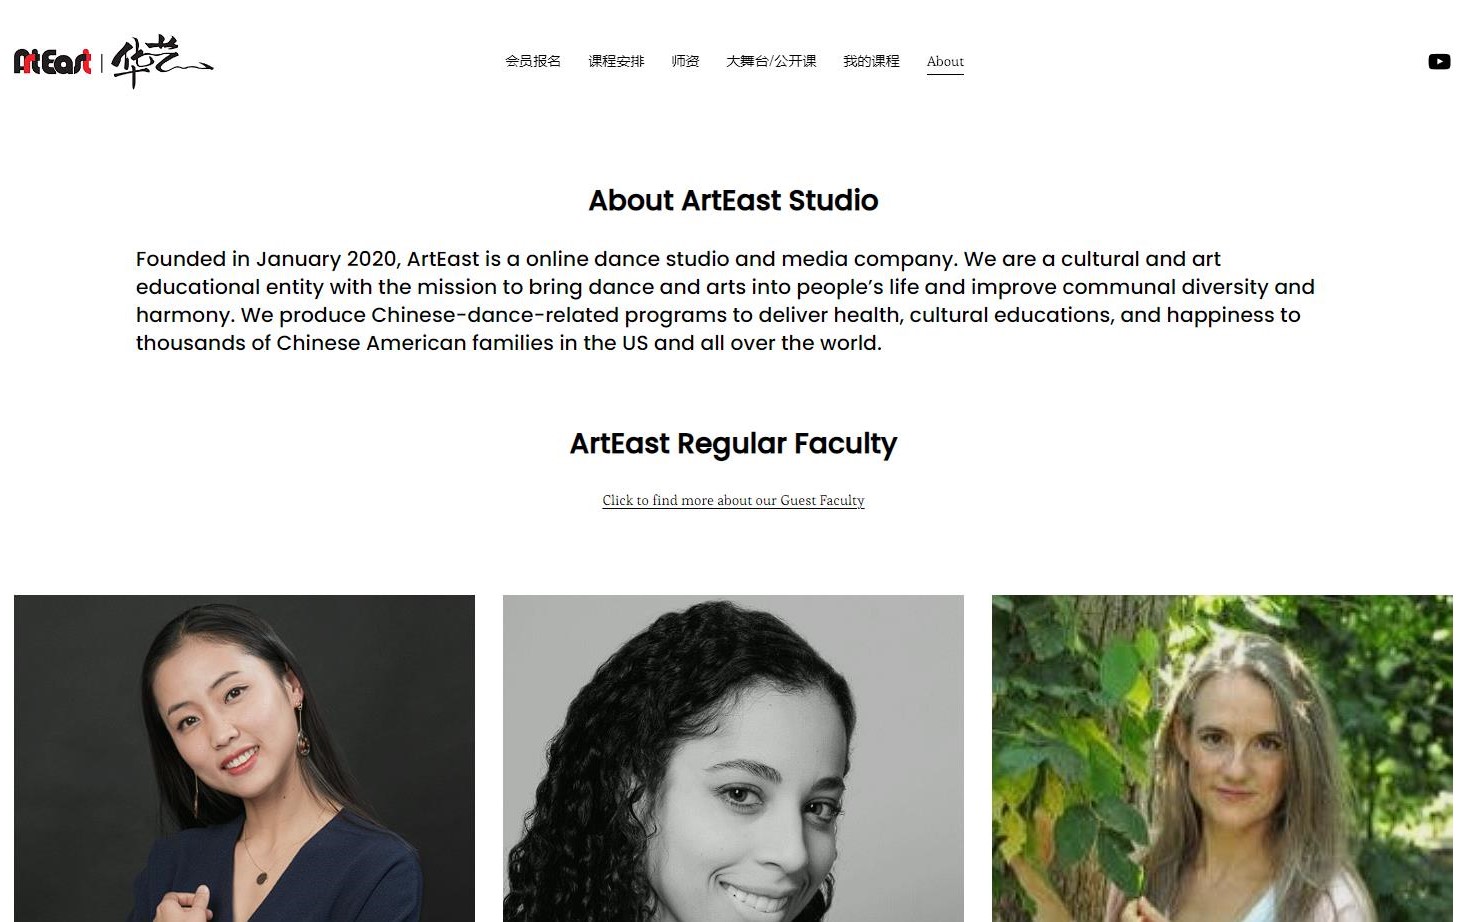 ArtEast | 华艺
会员报名 课程安排 师资 大舞台/公开课 我的课程 About
About ArtEast Studio
Founded in January 2020, ArtEast is a online dance studio and media company. We are a cultural and art
educational entity with the mission to bring dance and arts into people’s life and improve communal diversity and
harmony. We produce Chinese-dance-related programs to deliver health, cultural educations, and happiness to
thousands of Chinese American families in the US and all over the world.
ArtEast Regular Faculty
Click to find more about our Guest Faculty